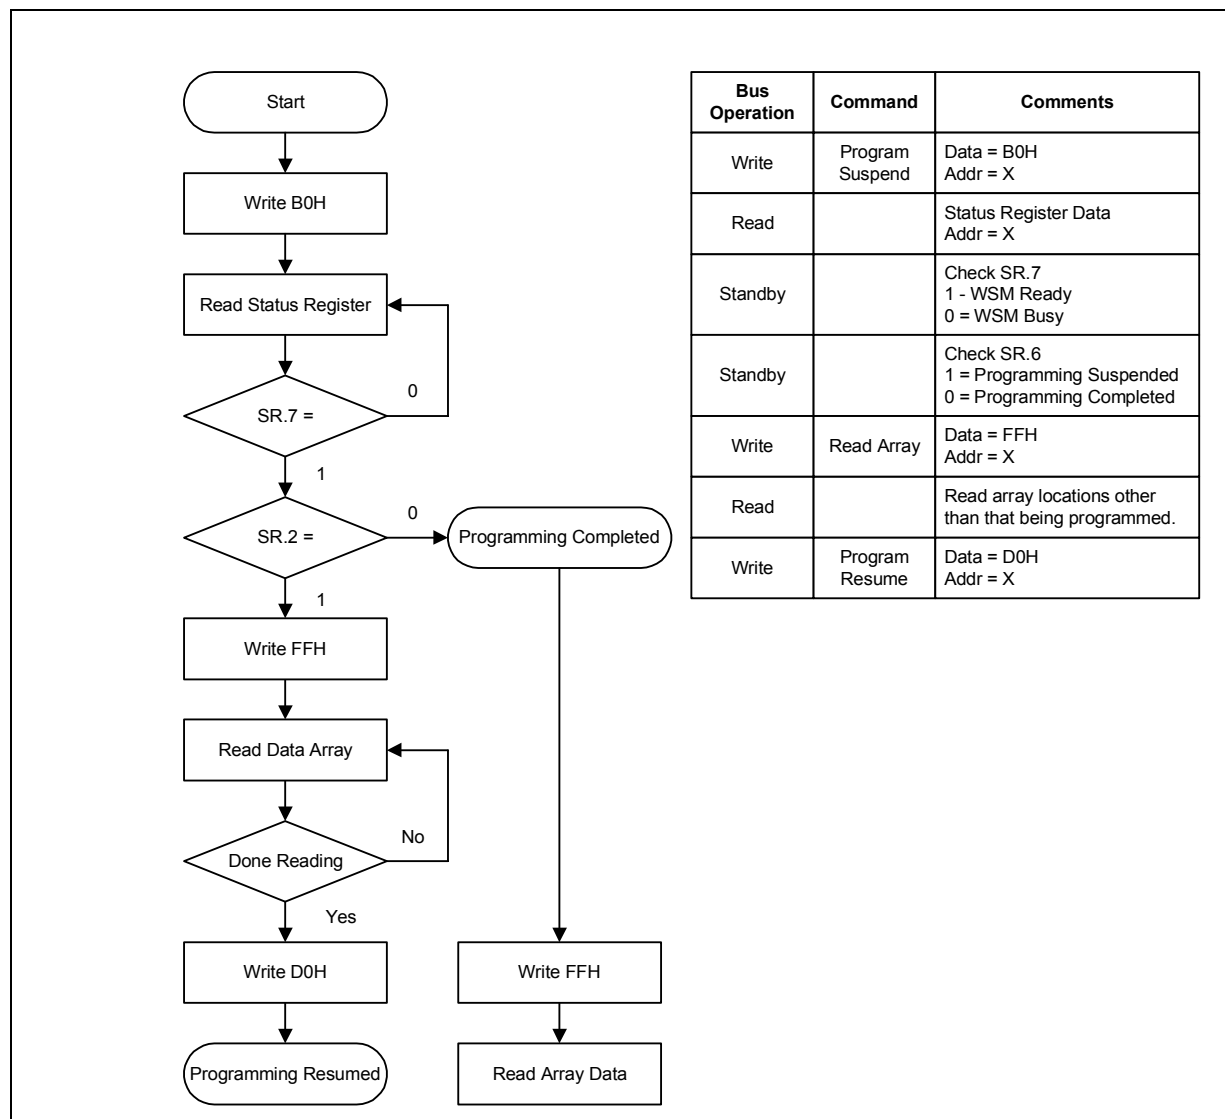 Start
Write B0H
Read Status Register
SR.7 =
0
1
SR.2 =
0
Programming Completed
1
Write FFH
Read Data Array
Done Reading
No
Yes
Write D0H
Programming Resumed
Write FFH
Read Array Data
Bus
Operation
Command
Comments
Write
Program
Suspend
Data = B0H
Addr = X
Read
Status Register Data
Addr = X
Standby
Check SR.7
1 - WSM Ready
0 = WSM Busy
Standby
Check SR.6
1 = Programming Suspended
0 = Programming Completed
Write
Read Array
Data = FFH
Addr = X
Read
Read array locations other
than that being programmed.
Write
Program
Resume
Data = D0H
Addr = X